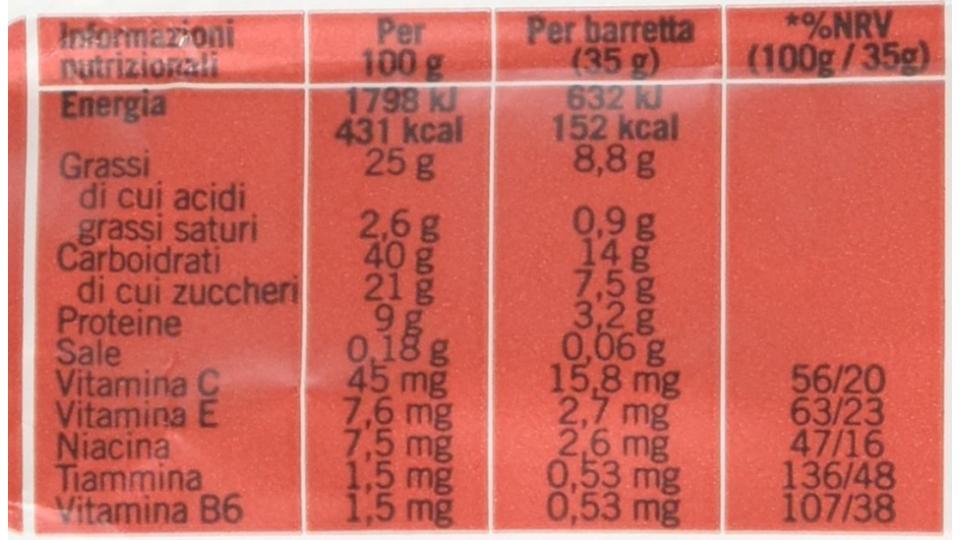 Informazioni nutrizionali Per 100 g Per barretta (35 g) *%NRV (100g / 35g)
Energia 1798 kJ 632 kJ
431 kcal 152 kcal
Grassi 25 g 8,8 g
di cui acidi
grassi saturi 2,6 g 0,9 g
Carboidrati 40 g 14 g
di cui zuccheri 21 g 7,5 g
Proteine 9 g 3,2 g
Sale 0,18 g 0,06 g
Vitamina C 45 mg 15,8 mg 56/20
Vitamina E 7,6 mg 2,7 mg 63/23
Niacina 7,5 mg 2,6 mg 47/16
Tiammina 1,5 mg 0,53 mg 136/48
Vitamina B6 1,5 mg 0,53 mg 107/38